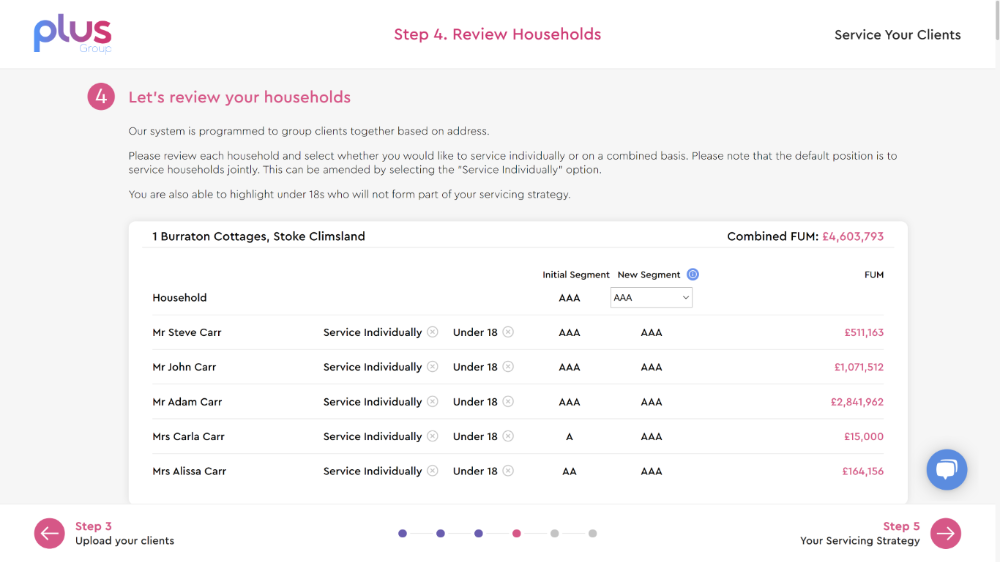 plus
Group
Step 4. Review Households
Service Your Clients
4
Let's review your households
Our system is programmed to group clients together based on address.
Please review each household and select whether you would like to service individually or on a combined basis. Please note that the default position is to
service households jointly. This can be amended by selecting the "Service Individually" option.
You are also able to highlight under 18s who will not form part of your servicing strategy.
1 Burraton Cottages, Stoke Climsland Combined FUM: £4,603,793
Initial Segment New Segment FUM
Household AAA AAA
Mr Steve Carr Service Individually Under 18 AAA AAA £511,163
Mr John Carr Service Individually Under 18 AAA AAA £1,071,512
Mr Adam Carr Service Individually Under 18 AAA AAA £2,841,962
Mrs Carla Carr Service Individually Under 18 A AAA £15,000
Mrs Alissa Carr Service Individually Under 18 AA AAA £164,156
Step 3
Upload your clients
Step 5
Your Servicing Strategy